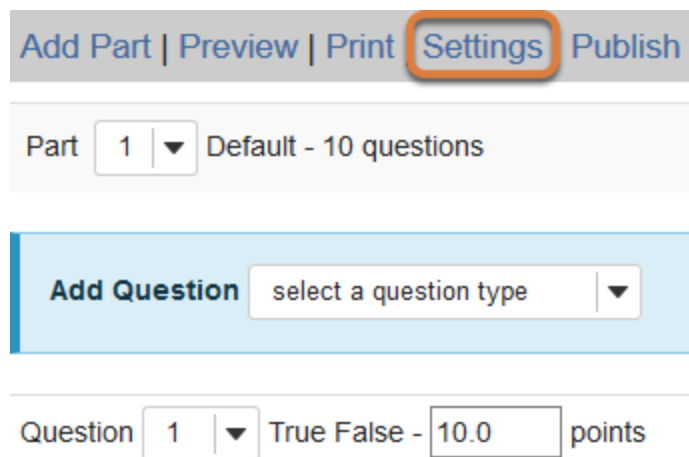 Add Part | Preview | Print | Settings | Publish
Part 1 Default - 10 questions
Add Question select a question type
Question 1 True False - 10.0 points